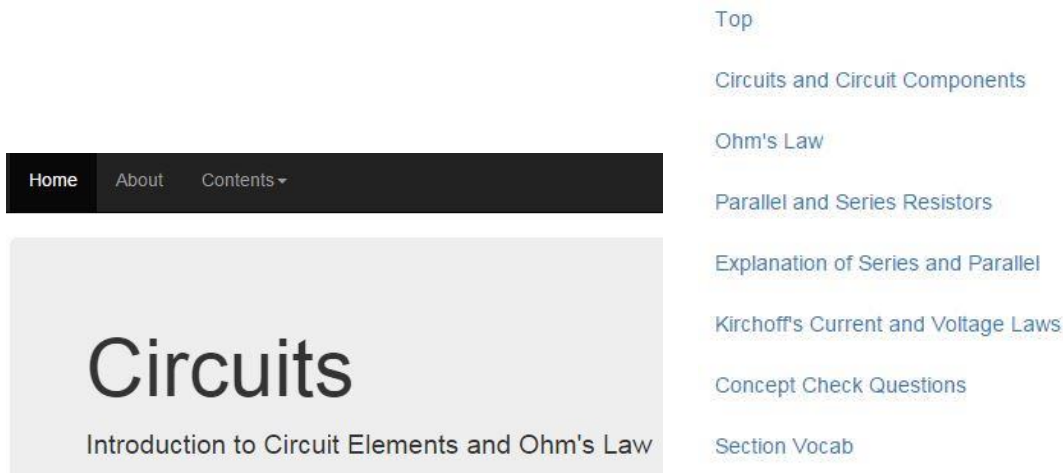 Home About Contents
Circuits
Introduction to Circuit Elements and Ohm's Law
Top
Circuits and Circuit Components
Ohm's Law
Parallel and Series Resistors
Explanation of Series and Parallel
Kirchoff's Current and Voltage Laws
Concept Check Questions
Section Vocab